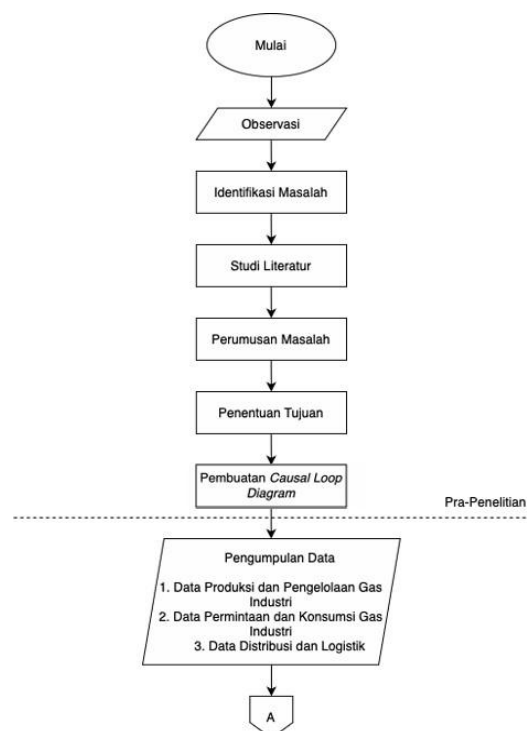 Mulai
Observasi
Identifikasi Masalah
Studi Literatur
Perumusan Masalah
Penentuan Tujuan
Pembuatan Causal Loop
Diagram
Pra-Penelitian
Pengumpulan Data
1. Data Produksi dan Pengelolaan Gas
Industri
2. Data Permintaan dan Konsumsi Gas
Industri
3. Data Distribusi dan Logistik
A